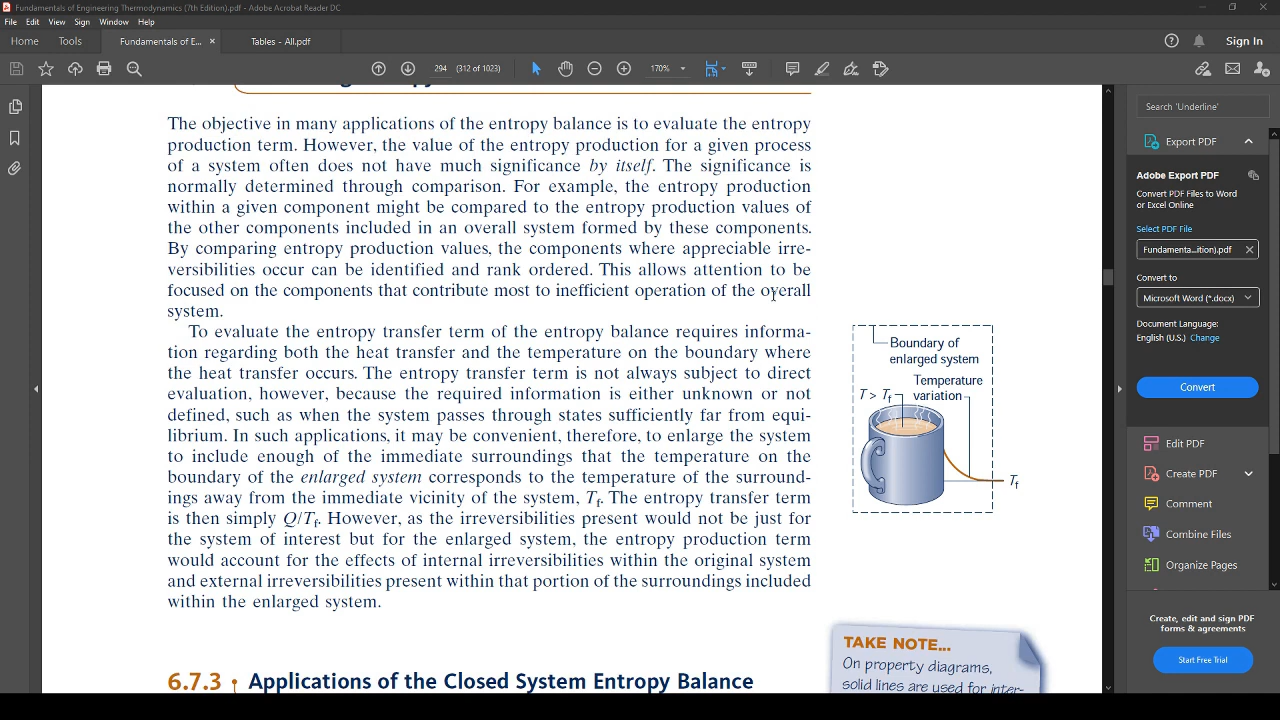 Fundamentals of Engineering Thermodynamics (7th Edition).pdf - Adobe Acrobat Reader DC
File Edit View Sign Window Help
Home Tools Fundamentals of E... × Tables - All.pdf Sign In
294 (312 of 1023) 170%
The objective in many applications of the entropy balance is to evaluate the entropy
production term. However, the value of the entropy production for a given process
of a system often does not have much significance by itself. The significance is
normally determined through comparison. For example, the entropy production
within a given component might be compared to the entropy production values of
the other components included in an overall system formed by these components.
By comparing entropy production values, the components where appreciable irre-
versibilities occur can be identified and rank ordered. This allows attention to be
focused on the components that contribute most to inefficient operation of the overall
system.
To evaluate the entropy transfer term of the entropy balance requires informa-
tion regarding both the heat transfer and the temperature on the boundary where
the heat transfer occurs. The entropy transfer term is not always subject to direct
evaluation, however, because the required information is either unknown or not
defined, such as when the system passes through states sufficiently far from equi-
librium. In such applications, it may be convenient, therefore, to enlarge the system
to include enough of the immediate surroundings that the temperature on the
boundary of the enlarged system corresponds to the temperature of the surround-
ings away from the immediate vicinity of the system, Tf. The entropy transfer term
is then simply Q/Tf. However, as the irreversibilities present would not be just for
the system of interest but for the enlarged system, the entropy production term
would account for the effects of internal irreversibilities within the original system
and external irreversibilities present within that portion of the surroundings included
within the enlarged system.
6.7.3 Applications of the Closed System Entropy Balance
Boundary of
enlarged system
Temperature
variation
T > Tf
Tf
TAKE NOTE...
On property diagrams,
solid lines are used for inter-
Search 'Underline'
Export PDF
Adobe Export PDF
Convert PDF Files to Word
or Excel Online
Select PDF File
Fundamenta...ition).pdf
Convert to
Microsoft Word (*.docx)
Document Language:
English (U.S.) Change
Convert
Edit PDF
Create PDF
Comment
Combine Files
Organize Pages
Create, edit and sign PDF
forms & agreements
Start Free Trial